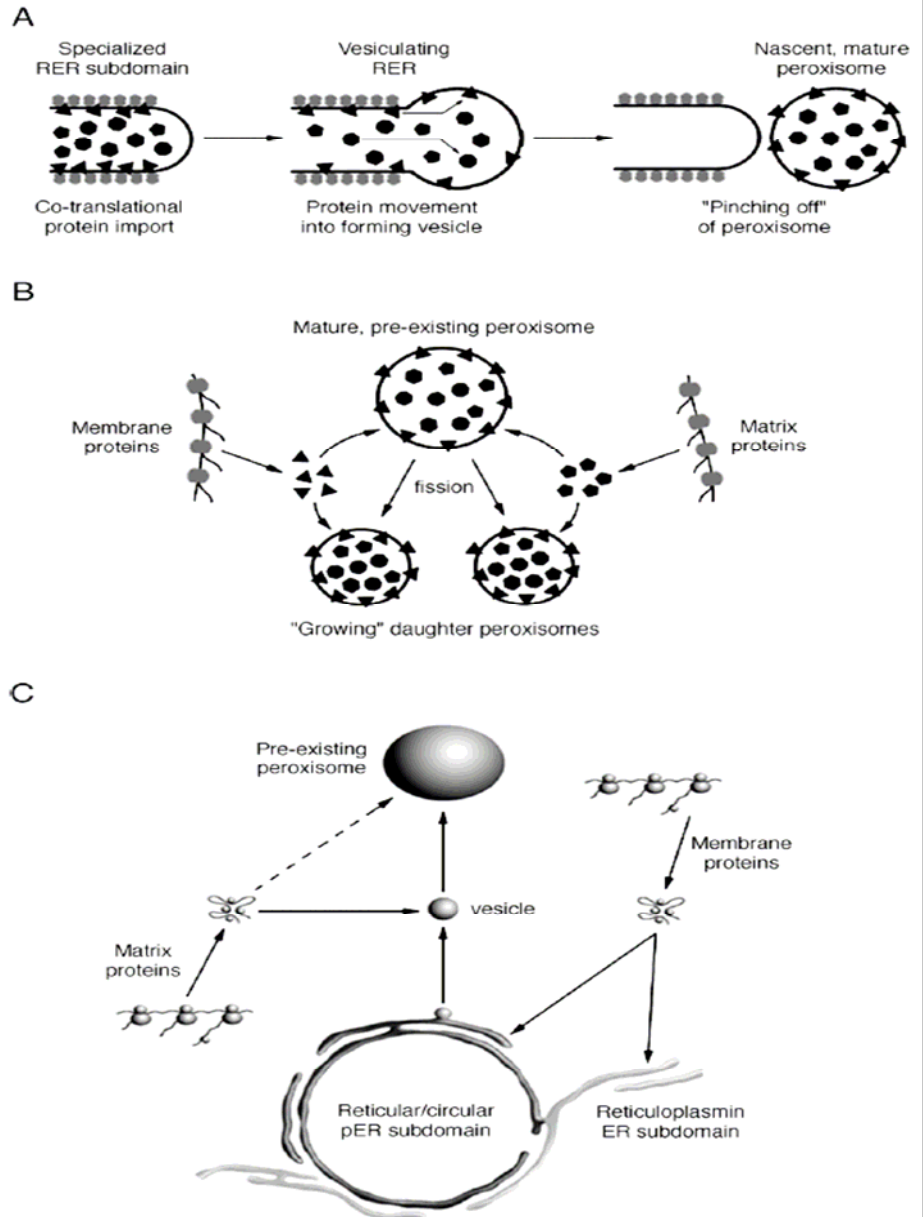 A
Specialized
RER subdomain
Vesiculating
RER
Nascent, mature
peroxisome
Co-translational
protein import
Protein movement
into forming vesicle
"Pinching off"
of peroxisome
B
Mature, pre-existing peroxisome
Membrane
proteins
Matrix
proteins
fission
"Growing" daughter peroxisomes
C
Pre-existing
peroxisome
Membrane
proteins
vesicle
Matrix
proteins
Reticular/circular
pER subdomain
Reticuloplasmin
ER subdomain